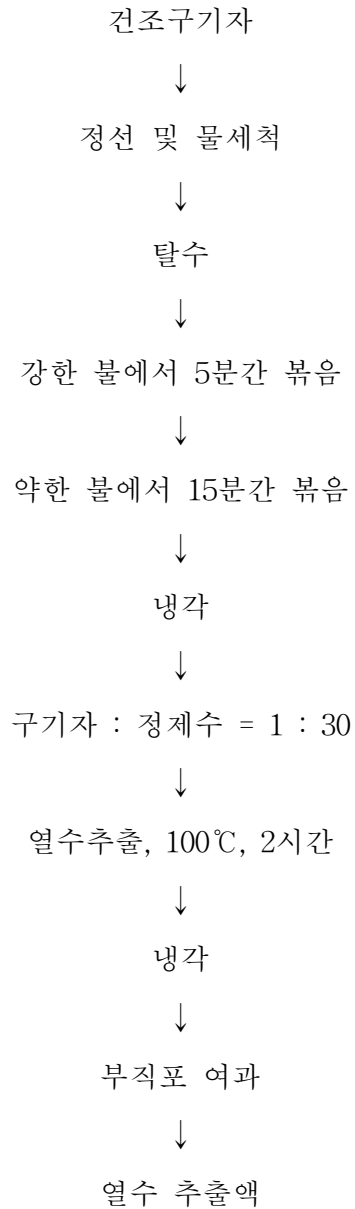 건조구기자
↓
정선 및 물세척
↓
탈수
↓
강한 불에서 5분간 볶음
↓
약한 불에서 15분간 볶음
↓
냉각
↓
구기자 : 정제수 = 1 : 30
↓
열수추출, 100℃, 2시간
↓
냉각
↓
부직포 여과
↓
열수 추출액